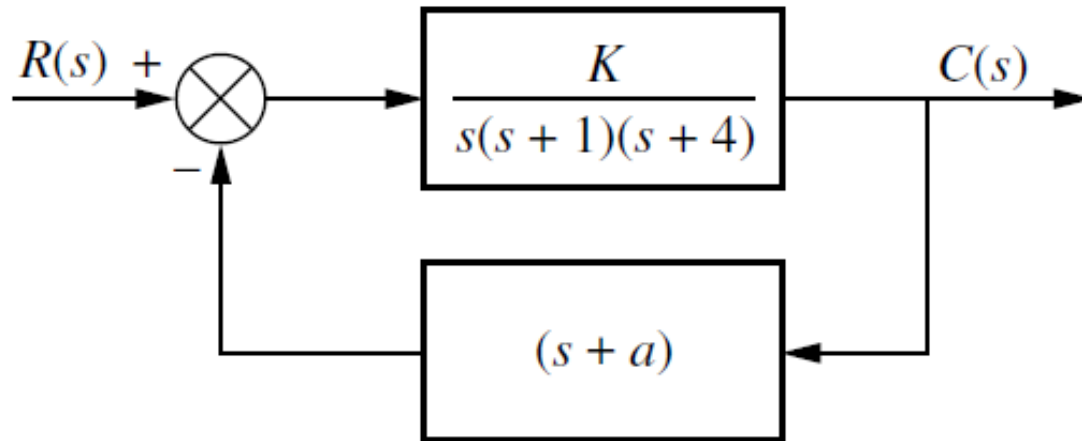 R(s) +
K
C(s)
s(s + 1)(s + 4)
−
(s + a)